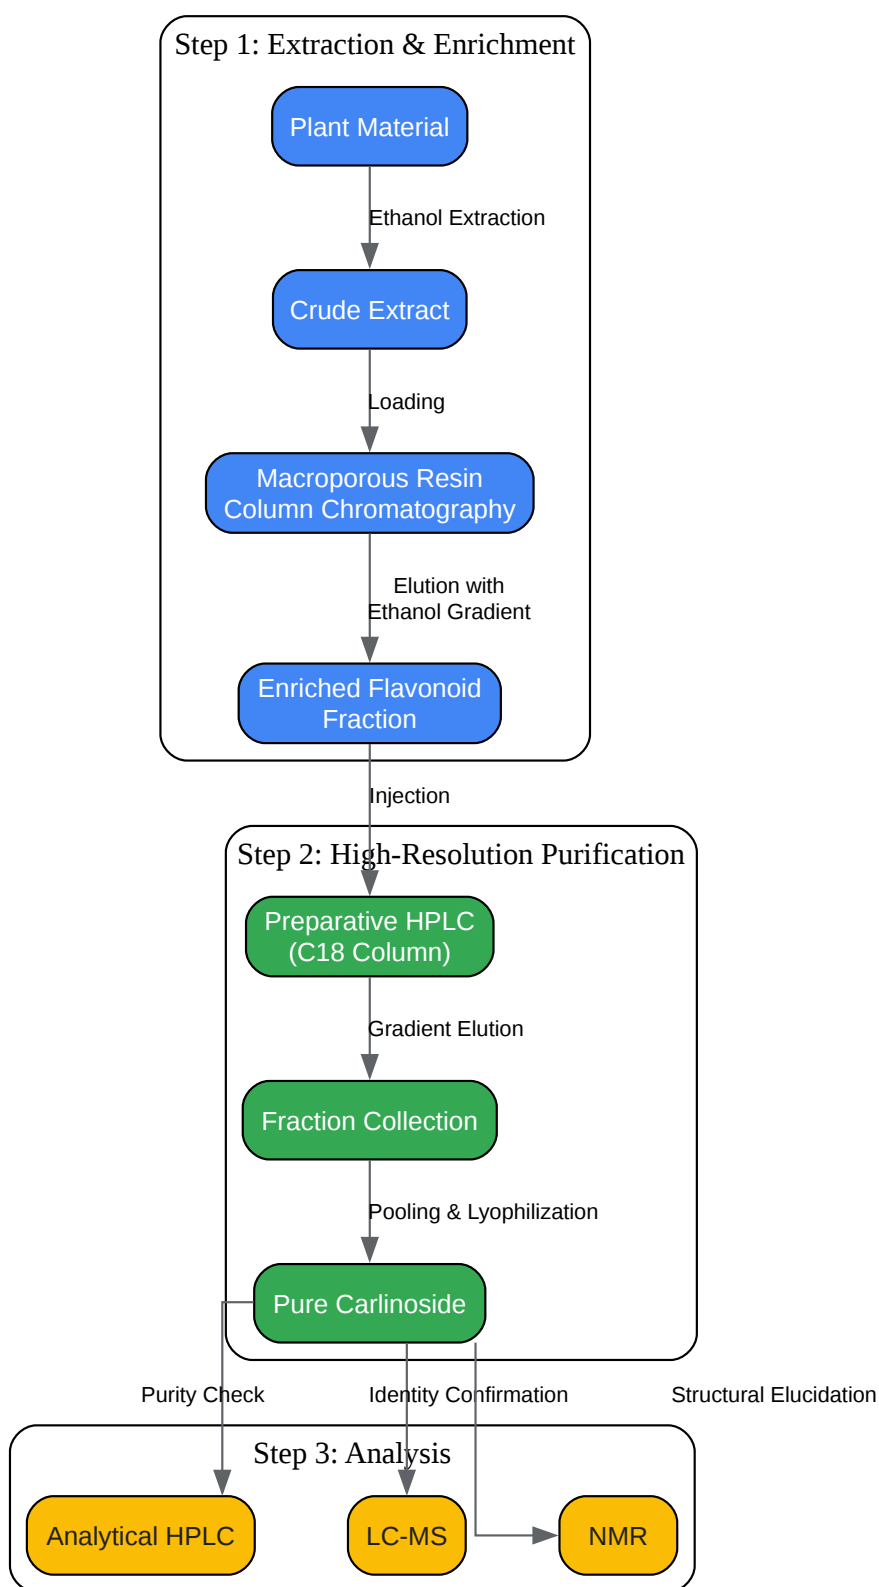 Step 1: Extraction & Enrichment
Plant Material
Ethanol Extraction
Crude Extract
Loading
Macroporous Resin
Column Chromatography
Elution with
Ethanol Gradient
Enriched Flavonoid
Fraction
Injection
Step 2: High-Resolution Purification
Preparative HPLC
(C18 Column)
Gradient Elution
Fraction Collection
Pooling & Lyophilization
Pure Carlinoside
Purity Check
Identity Confirmation
Structural Elucidation
Step 3: Analysis
Analytical HPLC
LC-MS
NMR